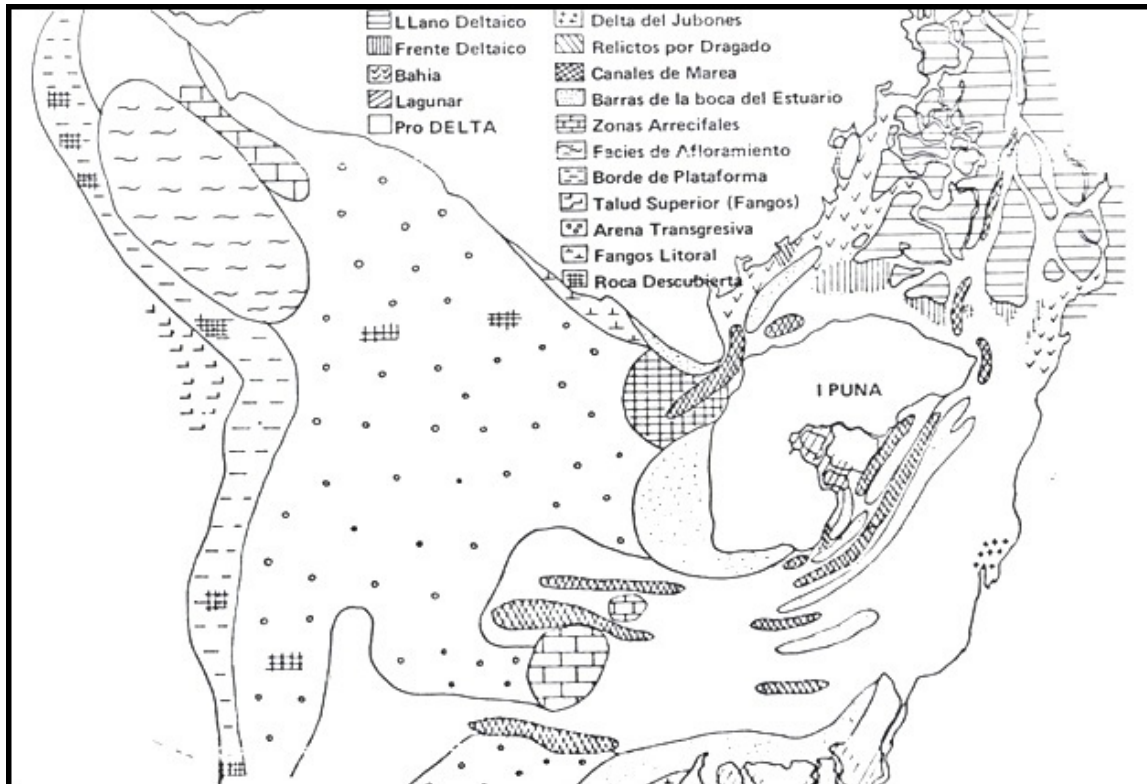 LLano Deltaico
Frente Deltaico
Bahia
Lagunar
Pro DELTA
Delta del Jubones
Relictos por Dragado
Canales de Marea
Barras de la boca del Estuario
Zonas Arrecifales
Facies de Afloramiento
Borde de Plataforma
Talud Superior (Fangos)
Arena Transgresiva
Fangos Litoral
Roca Descubierta
I PUNA